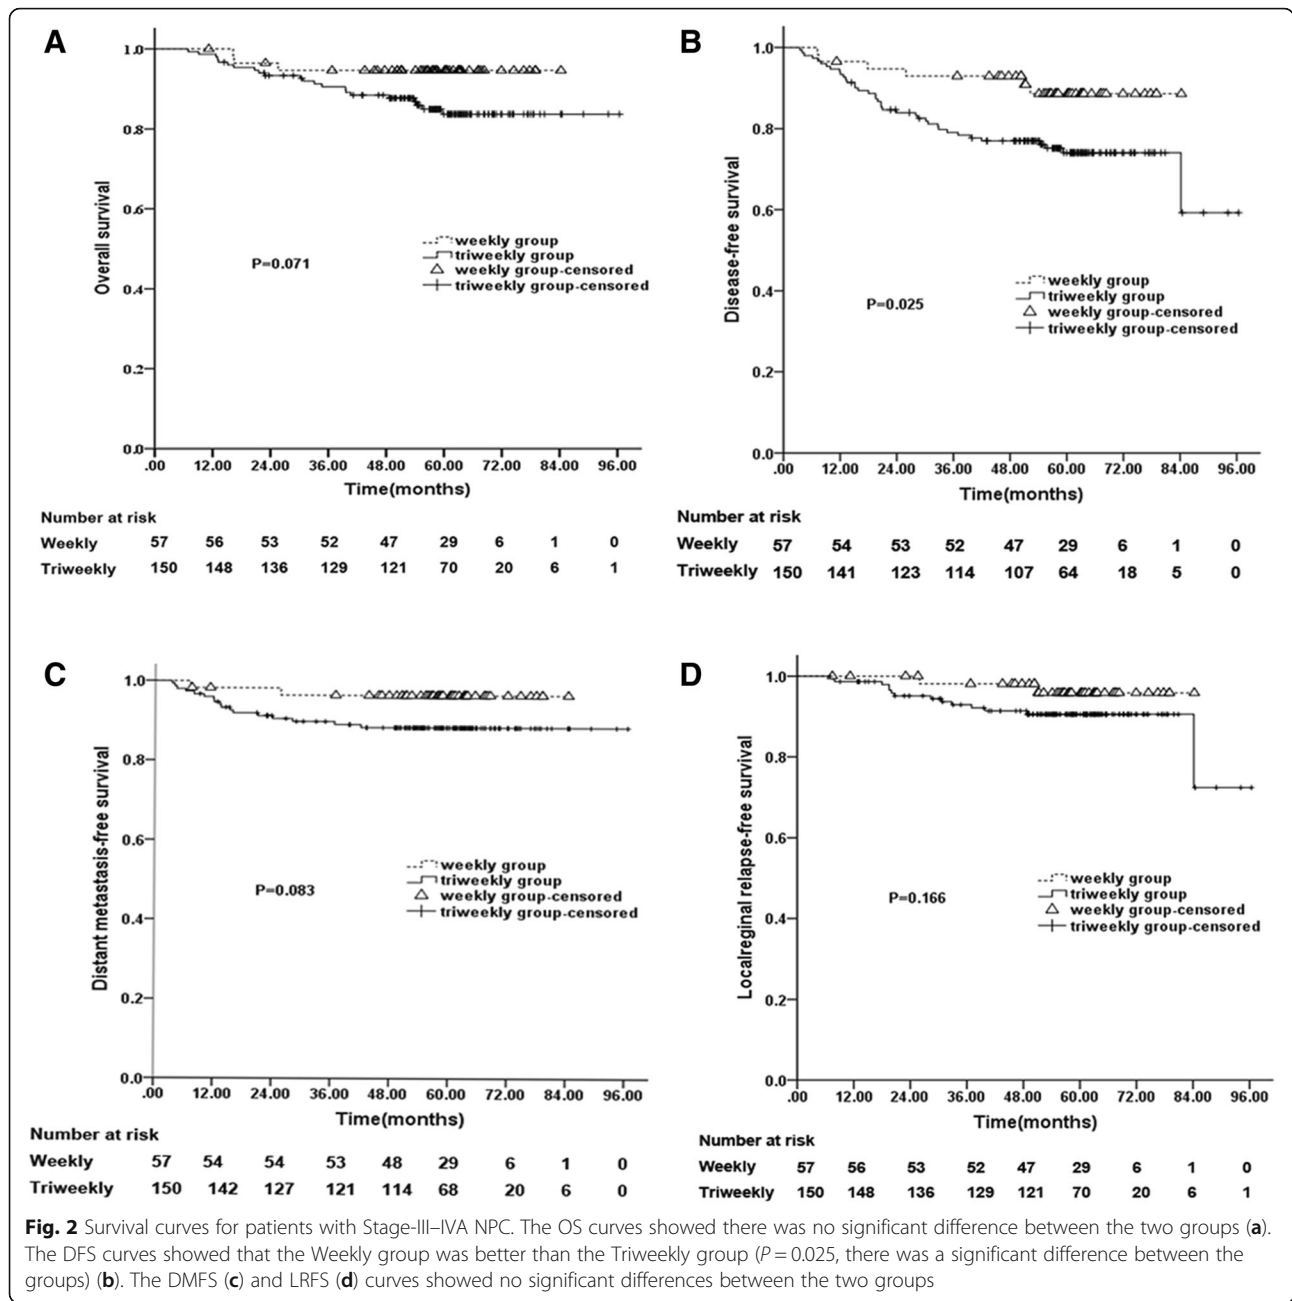 A
1.0
0.8
0.6
0.4
0.2
0.0
Overall survival
P=0.071
weekly group
triweekly group
weekly group-censored
triweekly group-censored
.00 12.00 24.00 36.00 48.00 60.00 72.00 84.00 96.00
Time(months)
Number at risk
Weekly 57 56 53 52 47 29 6 1 0
Triweekly 150 148 136 129 121 70 20 6 1
B
1.0
0.8
0.6
0.4
0.2
0.0
Disease-free survival
P=0.025
weekly group
triweekly group
weekly group-censored
triweekly group-censored
.00 12.00 24.00 36.00 48.00 60.00 72.00 84.00 96.00
Time(months)
Number at risk
Weekly 57 54 53 52 47 29 6 1 0
Triweekly 150 141 123 114 107 64 18 5 0
C
1.0
0.8
0.6
0.4
0.2
0.0
Distant metastasis-free survival
P=0.083
weekly group
triweekly group
weekly group-censored
triweekly group-censored
.00 12.00 24.00 36.00 48.00 60.00 72.00 84.00 96.00
Time(months)
Number at risk
Weekly 57 54 54 53 48 29 6 1 0
Triweekly 150 142 127 121 114 68 20 6 0
D
1.0
0.8
0.6
0.4
0.2
0.0
Localreginal relapse-free survival
P=0.166
weekly group
triweekly group
weekly group-censored
triweekly group-censored
.00 12.00 24.00 36.00 48.00 60.00 72.00 84.00 96.00
Time(months)
Number at risk
Weekly 57 56 53 52 47 29 6 1 0
Triweekly 150 148 136 129 121 70 20 6 1
Fig. 2 Survival curves for patients with Stage-III–IVA NPC. The OS curves showed there was no significant difference between the two groups (a).
The DFS curves showed that the Weekly group was better than the Triweekly group (P = 0.025, there was a significant difference between the
groups) (b). The DMFS (c) and LRFS (d) curves showed no significant differences between the two groups